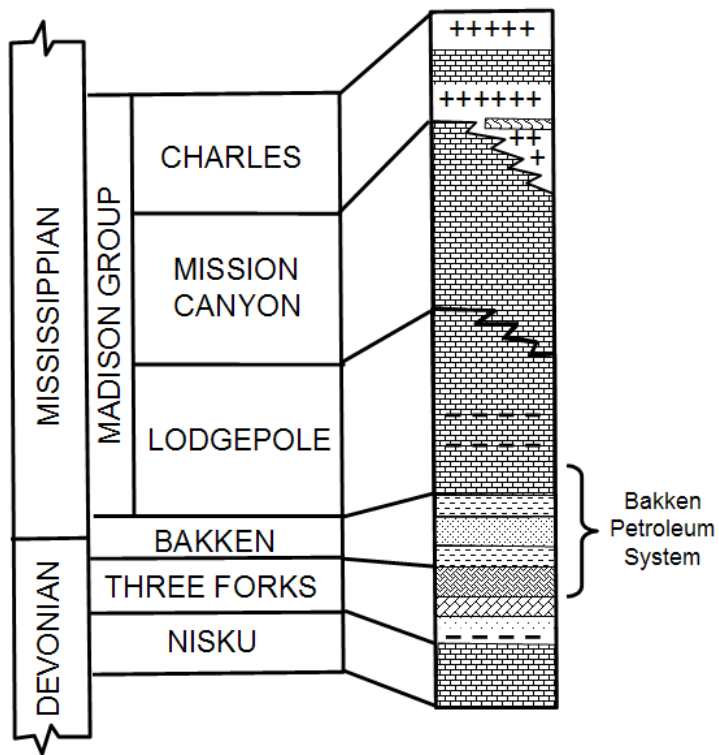 MISSISSIPPIAN
DEVONIAN
MADISON GROUP
CHARLES
MISSION
CANYON
LODGEPOLE
BAKKEN
THREE FORKS
NISKU
Bakken
Petroleum
System